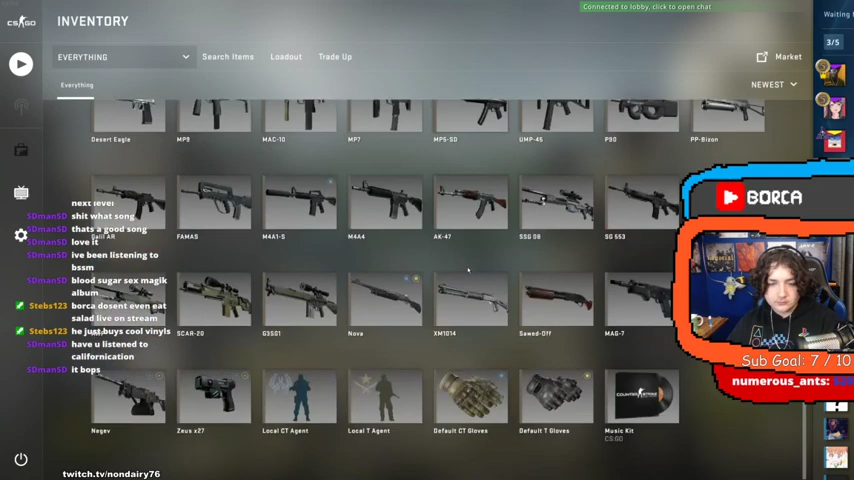 Connected to lobby, click to open chat
CS:GO
INVENTORY
Waiting
3/5
EVERYTHING
Search Items
Loadout
Trade Up
Market
Everything
NEWEST
Desert Eagle
MP9
MAC-10
MP7
MP5-SD
UMP-45
P90
PP-Bizon
next level
SDmanSD shit what song
SDmanSD thats a good song
SDmanSD love it
SDmanSD ive been listening to
bssm
SDmanSD blood sugar sex magik
album
Stebs123 borca dosent even eat
salad live on stream
Stebs123 he just buys cool vinyls
SDmanSD have u listened to
californication
SDmanSD it bops
Galil AR
FAMAS
M4A1-S
M4A4
AK-47
SSG 08
SG 553
BORCA
SCAR-20
G3SG1
Nova
XM1014
Sawed-Off
MAG-7
Sub Goal: 7 / 10
numerous_ants:
COUNTER STRIKE
Negev
Zeus x27
Local CT Agent
Local T Agent
Default CT Gloves
Default T Gloves
Music Kit
CS:GO
twitch.tv/nondairy76